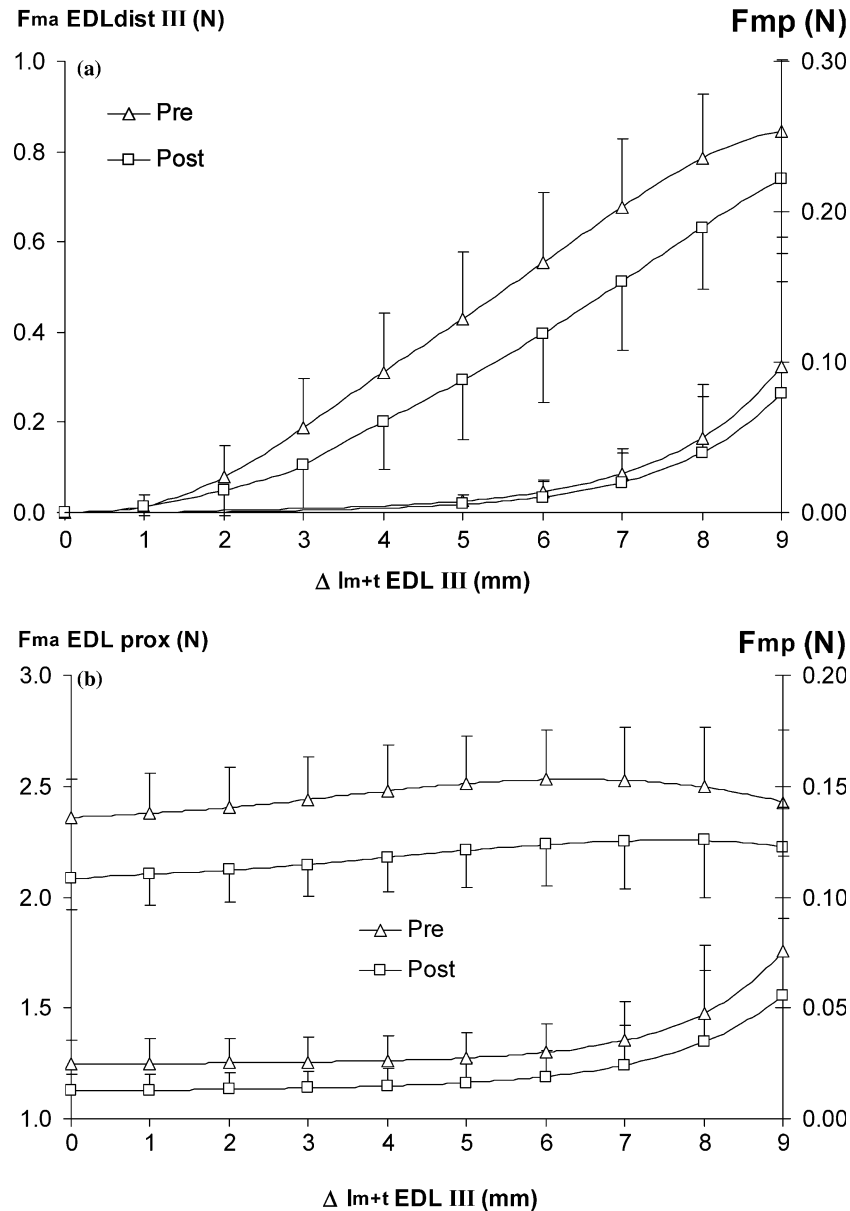 Fma EDLdist III (N)
Fmp (N)
1.0
(a)
0.30
Pre
Post
0.8
0.6
0.20
0.4
0.10
0.2
0.0
0.00
0 1 2 3 4 5 6 7 8 9
Δ lm+t EDL III (mm)
Fma EDL prox (N)
Fmp (N)
3.0
(b)
0.20
2.5
0.15
2.0
0.10
Pre
Post
1.5
0.05
1.0
0.00
0 1 2 3 4 5 6 7 8 9
Δ lm+t EDL III (mm)